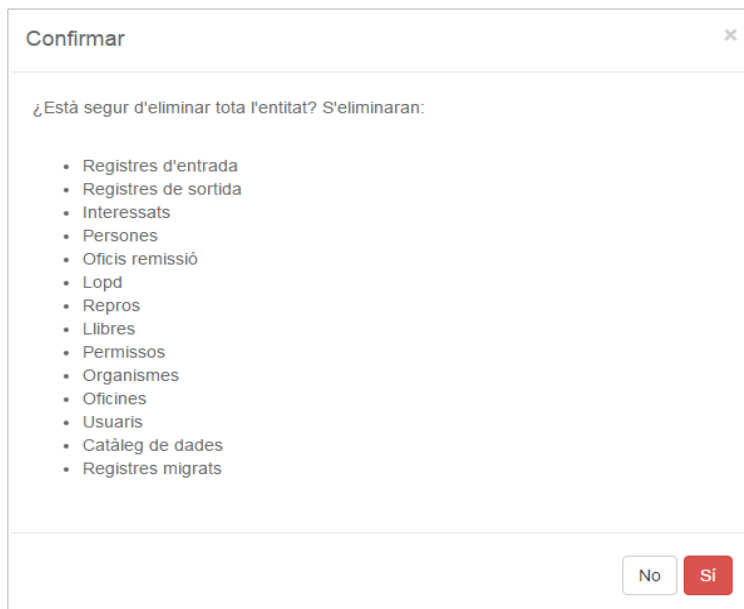 Confirmar
×
¿Està segur d'eliminar tota l'entitat? S'eliminaran:
• Registres d'entrada
• Registres de sortida
• Interessats
• Persones
• Oficis remissió
• Lopd
• Repros
• Llibres
• Permissos
• Organismes
• Oficines
• Usuaris
• Catàleg de dades
• Registres migrats
No
Sí